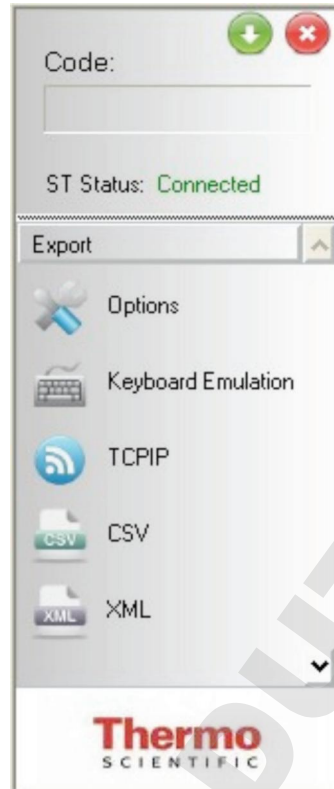 Code:
ST Status: Connected
Export
Options
Keyboard Emulation
TCPIP
CSV
CSV
XML
XML
Thermo
SCIENTIFIC